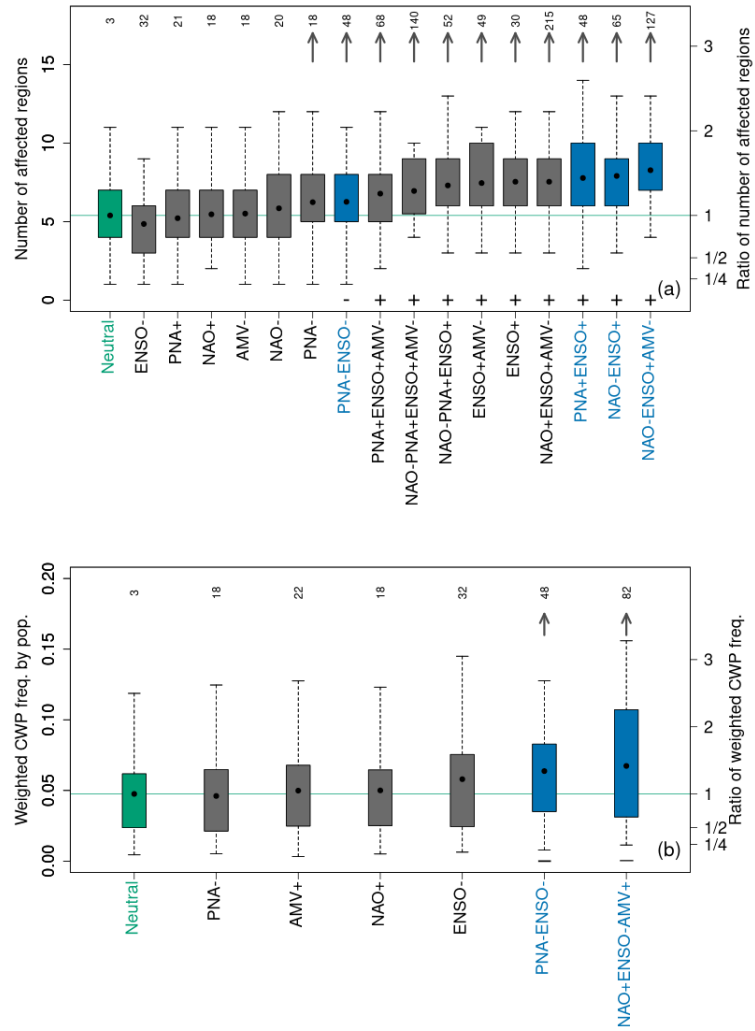 Number of affected regions
0
5
10
15
3
32
21
18
18
20
18
48
68
140
52
49
30
215
48
65
127
Ratio of number of affected regions
1/4
1/2
1
2
3
(a)
-
+
+
+
+
+
+
+
+
+
Neutral
ENSO-
PNA+
NAO+
AMV-
NAO-
PNA-
PNA-ENSO-
PNA+ENSO+AMV-
NAO-PNA+ENSO+AMV-
NAO-PNA+ENSO+
ENSO+AMV-
ENSO+
NAO+ENSO+AMV-
PNA+ENSO+
NAO-ENSO+
NAO-ENSO+AMV-
Weighted CWP freq. by pop.
0.00
0.05
0.10
0.15
0.20
3
18
22
18
32
48
82
Ratio of weighted CWP freq.
1/4
1/2
1
2
3
(b)
-
-
Neutral
PNA-
AMV+
NAO+
ENSO-
PNA-ENSO-
NAO+ENSO-AMV+